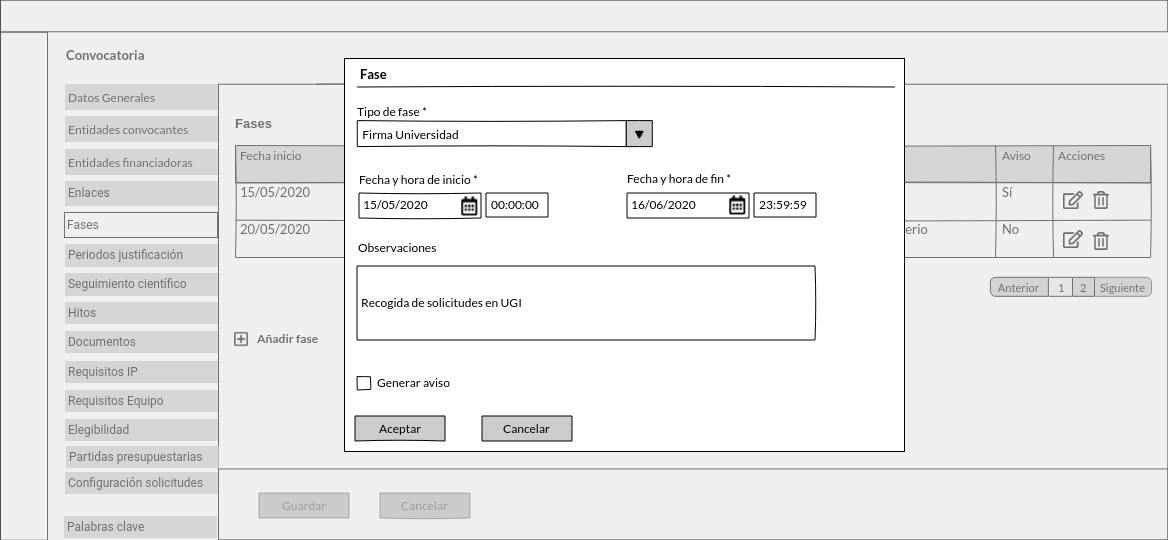 Convocatoria
Datos Generales
Entidades convocantes
Entidades financiadoras
Enlaces
Fases
Periodos justificación
Seguimiento científico
Hitos
Documentos
Requisitos IP
Requisitos Equipo
Elegibilidad
Partidas presupuestarias
Configuración solicitudes
Palabras clave
Fases
Fecha inicio
Aviso
Acciones
15/05/2020
Sí
20/05/2020
No
Anterior
1
2
Siguiente
Añadir fase
Guardar
Cancelar
Fase
Tipo de fase *
Firma Universidad
Fecha y hora de inicio *
Fecha y hora de fin *
15/05/2020
00:00:00
16/06/2020
23:59:59
Observaciones
Recogida de solicitudes en UGI
Generar aviso
Aceptar
Cancelar